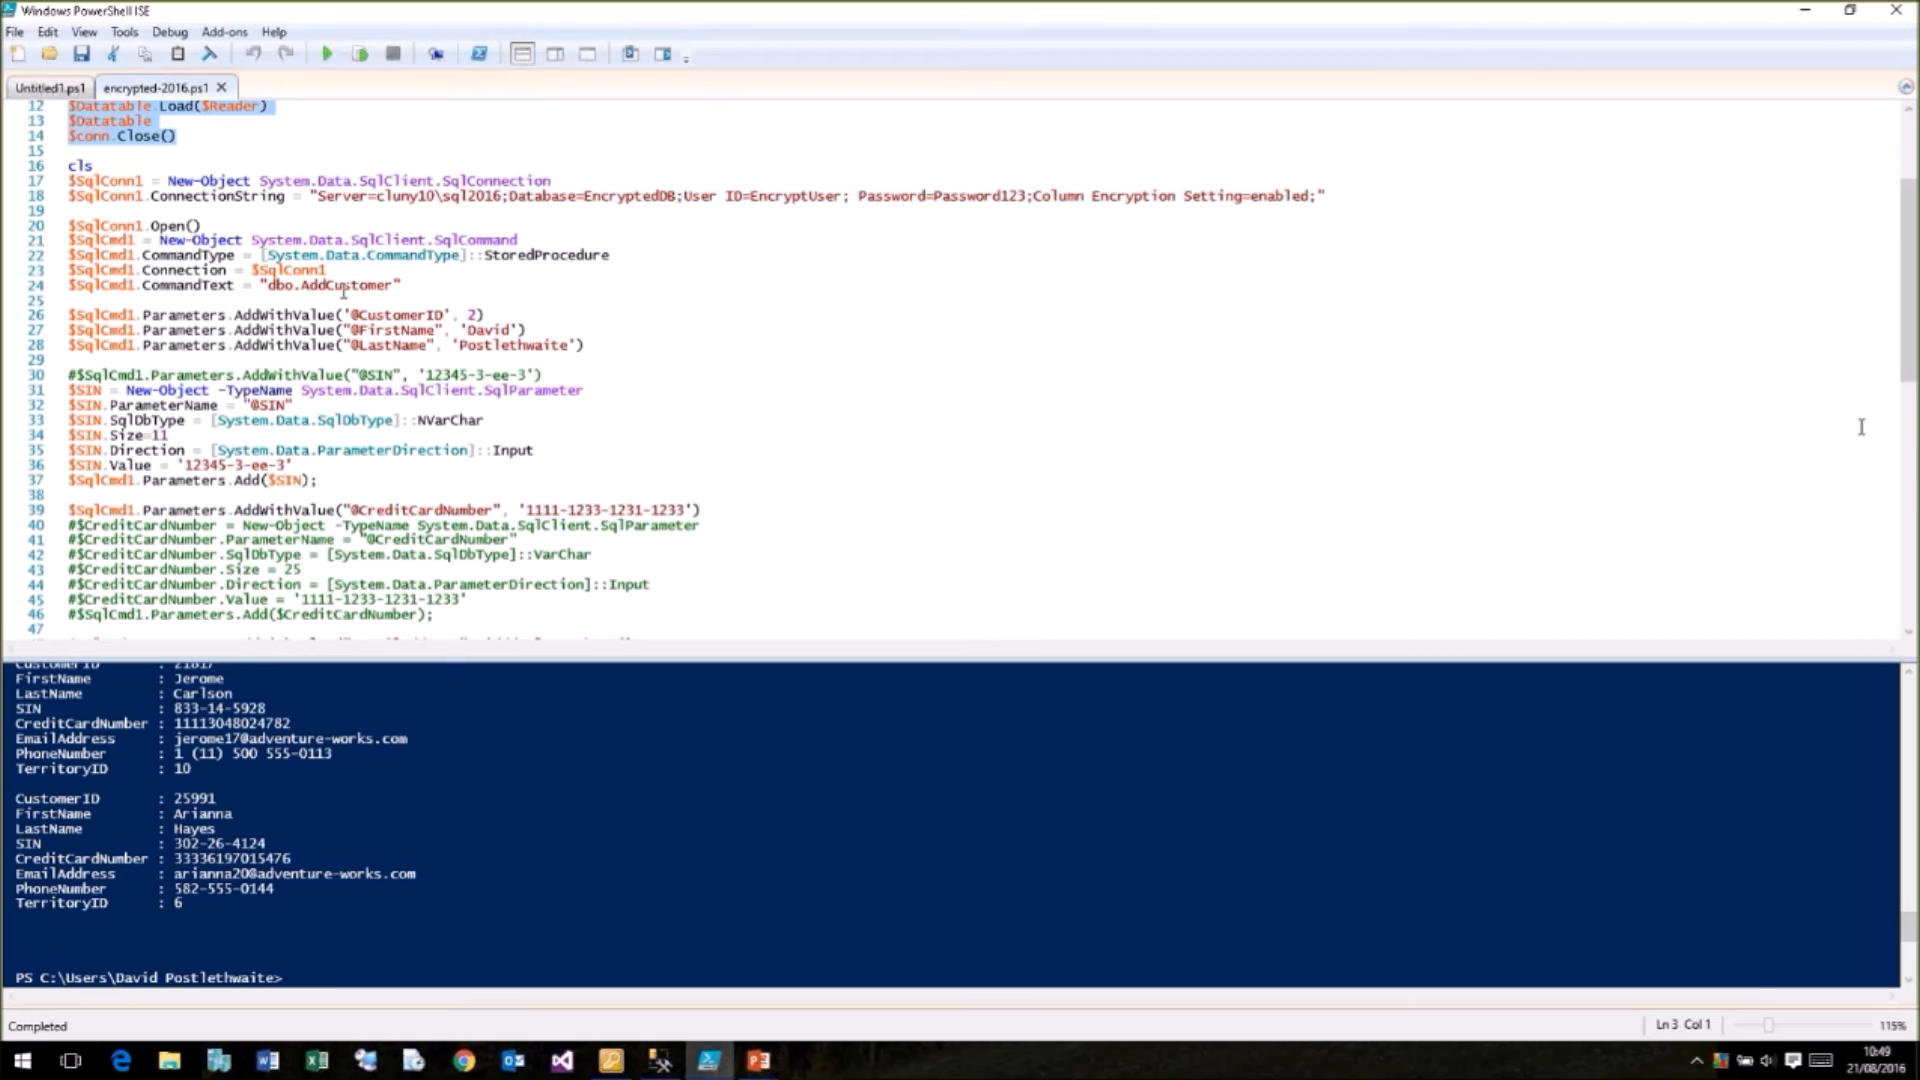 Windows PowerShell ISE
File Edit View Tools Debug Add-ons Help
Untitled1.ps1 encrypted-2016.ps1
12 $Datatable.Load($Reader)
13 $Datatable
14 $conn.Close()
15
16 cls
17 $SqlConn1 = New-Object System.Data.SqlClient.SqlConnection
18 $SqlConn1.ConnectionString = "Server=cluny10\sql2016;Database=EncryptedDB;User ID=EncryptUser; Password=Password123;Column Encryption Setting=enabled;"
19
20 $SqlConn1.Open()
21 $SqlCmd1 = New-Object System.Data.SqlClient.SqlCommand
22 $SqlCmd1.CommandType = [System.Data.CommandType]::StoredProcedure
23 $SqlCmd1.Connection = $SqlConn1
24 $SqlCmd1.CommandText = "dbo.AddCustomer"
25
26 $SqlCmd1.Parameters.AddWithValue('@CustomerID', 2)
27 $SqlCmd1.Parameters.AddWithValue("@FirstName", 'David')
28 $SqlCmd1.Parameters.AddWithValue("@LastName", 'Postlethwaite')
29
30 #$SqlCmd1.Parameters.AddWithValue("@SIN", '12345-3-ee-3')
31 $SIN = New-Object -TypeName System.Data.SqlClient.SqlParameter
32 $SIN.ParameterName = "@SIN"
33 $SIN.SqlDbType = [System.Data.SqlDbType]::NVarChar
34 $SIN.Size=11
35 $SIN.Direction = [System.Data.ParameterDirection]::Input
36 $SIN.Value = '12345-3-ee-3'
37 $SqlCmd1.Parameters.Add($SIN);
38
39 $SqlCmd1.Parameters.AddWithValue("@CreditCardNumber", '1111-1233-1231-1233')
40 #$CreditCardNumber = New-Object -TypeName System.Data.SqlClient.SqlParameter
41 #$CreditCardNumber.ParameterName = "@CreditCardNumber"
42 #$CreditCardNumber.SqlDbType = [System.Data.SqlDbType]::VarChar
43 #$CreditCardNumber.Size = 25
44 #$CreditCardNumber.Direction = [System.Data.ParameterDirection]::Input
45 #$CreditCardNumber.Value = '1111-1233-1231-1233'
46 #$SqlCmd1.Parameters.Add($CreditCardNumber);
47
CustomerID : 21817
FirstName : Jerome
LastName : Carlson
SIN : 833-14-5928
CreditCardNumber : 11113048024782
EmailAddress : jerome17@adventure-works.com
PhoneNumber : 1 (11) 500 555-0113
TerritoryID : 10
CustomerID : 25991
FirstName : Arianna
LastName : Hayes
SIN : 302-26-4124
CreditCardNumber : 33336197015476
EmailAddress : arianna20@adventure-works.com
PhoneNumber : 582-555-0144
TerritoryID : 6
PS C:\Users\David Postlethwaite>
Completed Ln 3 Col 1 115%
10:49
21/08/2016